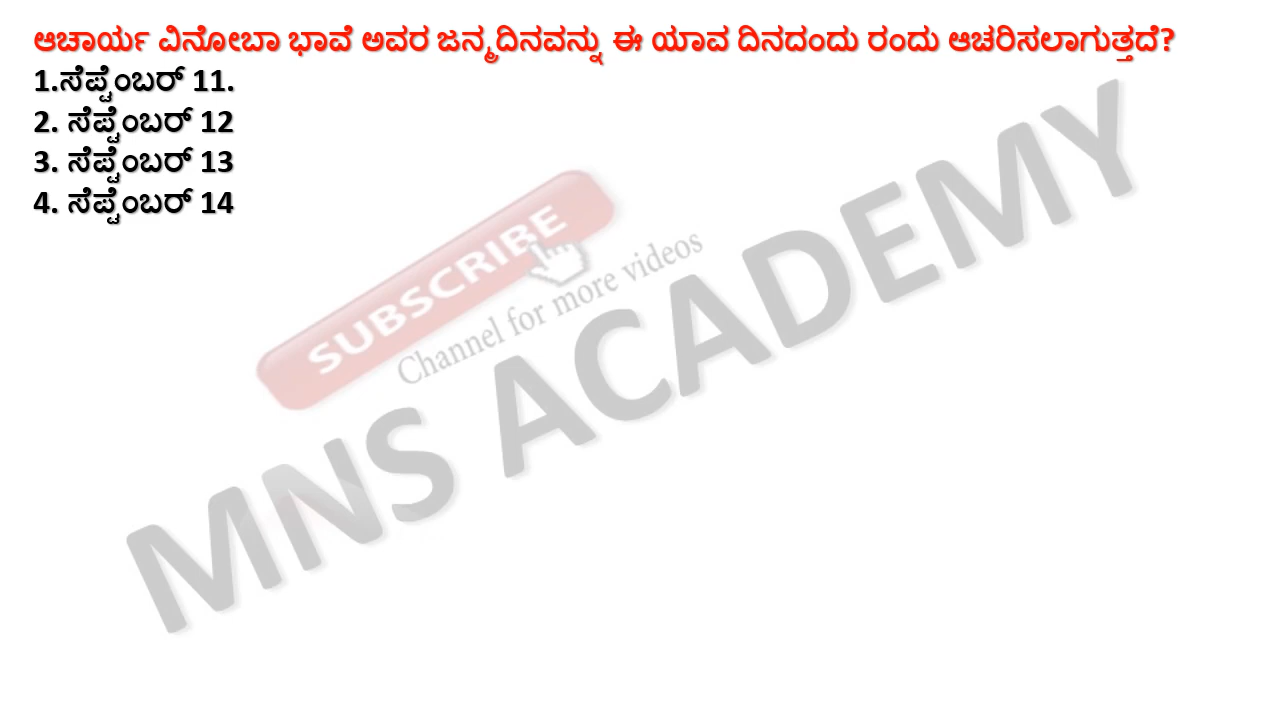 ಆಚಾರ್ಯ ವಿನೋಬಾ ಭಾವೆ ಅವರ ಜನ್ಮದಿನವನ್ನು ಈ ಯಾವ ದಿನದಂದು ರಂದು ಆಚರಿಸಲಾಗುತ್ತದೆ?
1.ಸೆಪ್ಟೆಂಬರ್ 11.
2. ಸೆಪ್ಟೆಂಬರ್ 12
3. ಸೆಪ್ಟೆಂಬರ್ 13
4. ಸೆಪ್ಟೆಂಬರ್ 14
SUBSCRIBE
Channel for more videos
MNS ACADEMY